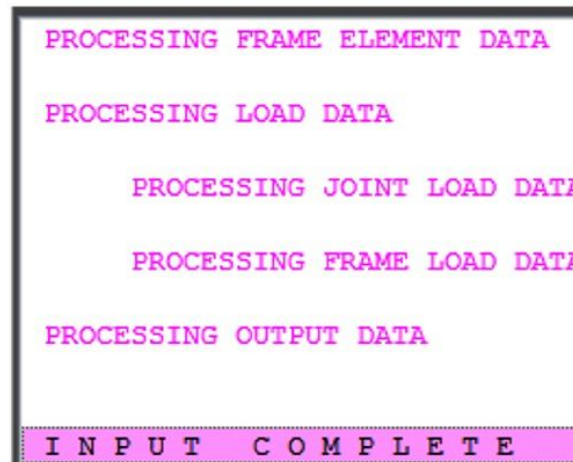 PROCESSING FRAME ELEMENT DATA
PROCESSING LOAD DATA
PROCESSING JOINT LOAD DATA
PROCESSING FRAME LOAD DATA
PROCESSING OUTPUT DATA
I N P U T C O M P L E T E